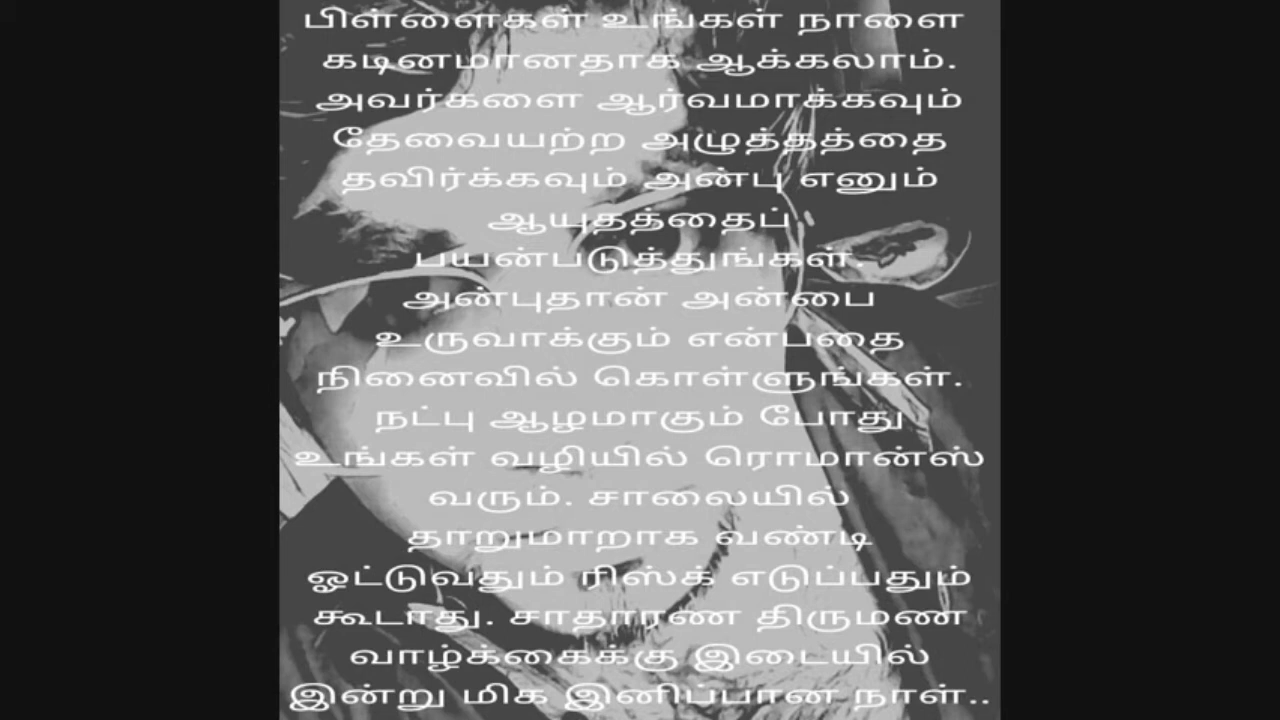 பிள்ளைகள் உங்கள் நாளை
கடினமானதாக ஆக்கலாம்.
அவர்களை ஆர்வமாக்கவும்
தேவையற்ற அழுத்தத்தை
தவிர்க்கவும் அன்பு எனும்
ஆயுதத்தைப்
பயன்படுத்துங்கள்.
அன்புதான் அன்பை
உருவாக்கும் என்பதை
நினைவில் கொள்ளுங்கள்.
நட்பு ஆழமாகும் போது
உங்கள் வழியில் ரொமான்ஸ்
வரும். சாலையில்
தாறுமாறாக வண்டி
ஓட்டுவதும் ரிஸ்க் எடுப்பதும்
கூடாது. சாதாரண திருமண
வாழ்க்கைக்கு இடையில்
இன்று மிக இனிப்பான நாள்..